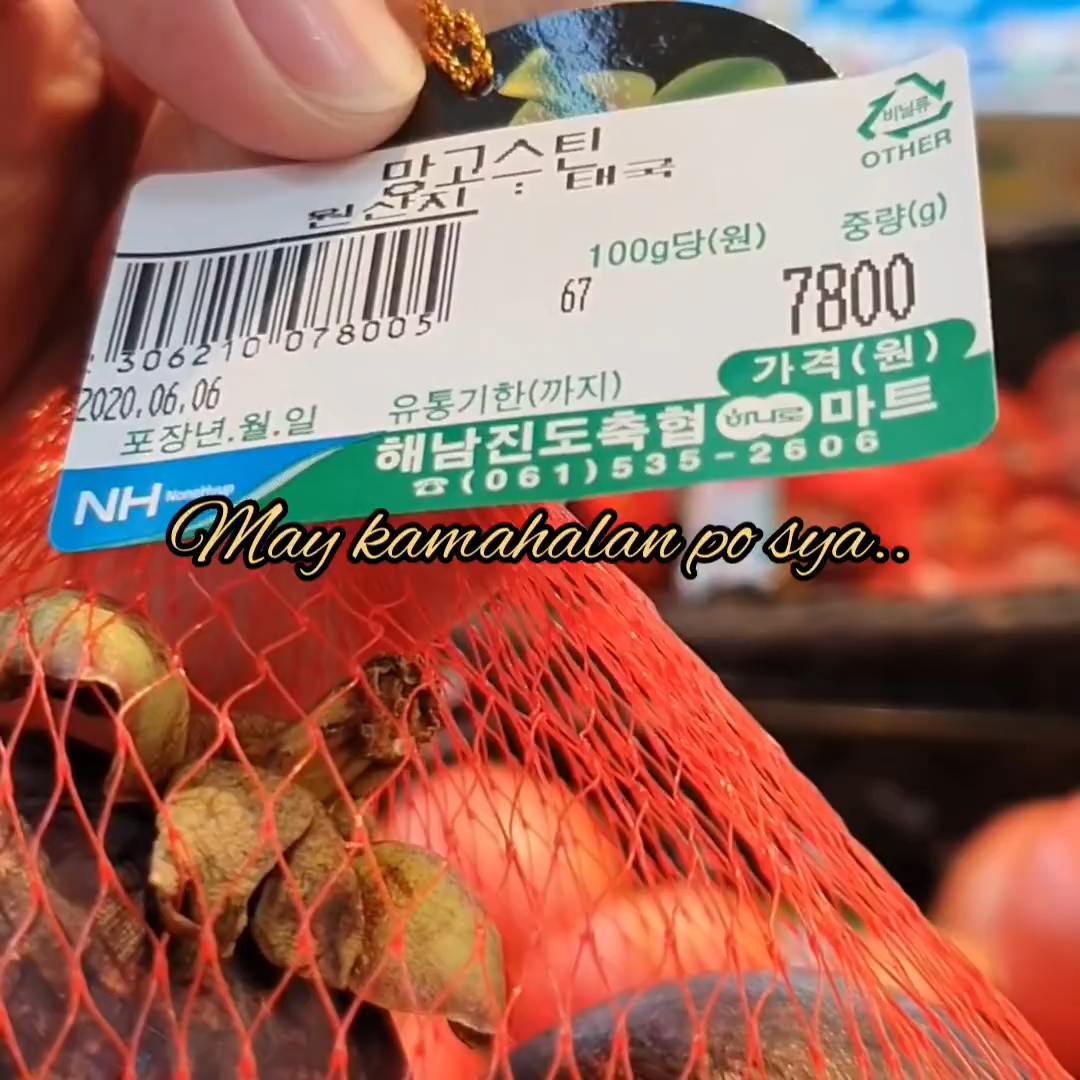 비닐류
OTHER
망고스틴
원산지 : 태국
100g당(원) 중량(g)
67 7800
2 306210 078005
가격(원)
2020.06.06
포장년.월.일 유통기한(까지)
해남진도축협 하나로 마트
☎(061)535-2606
NH NongHyup
May kamahalan po sya..